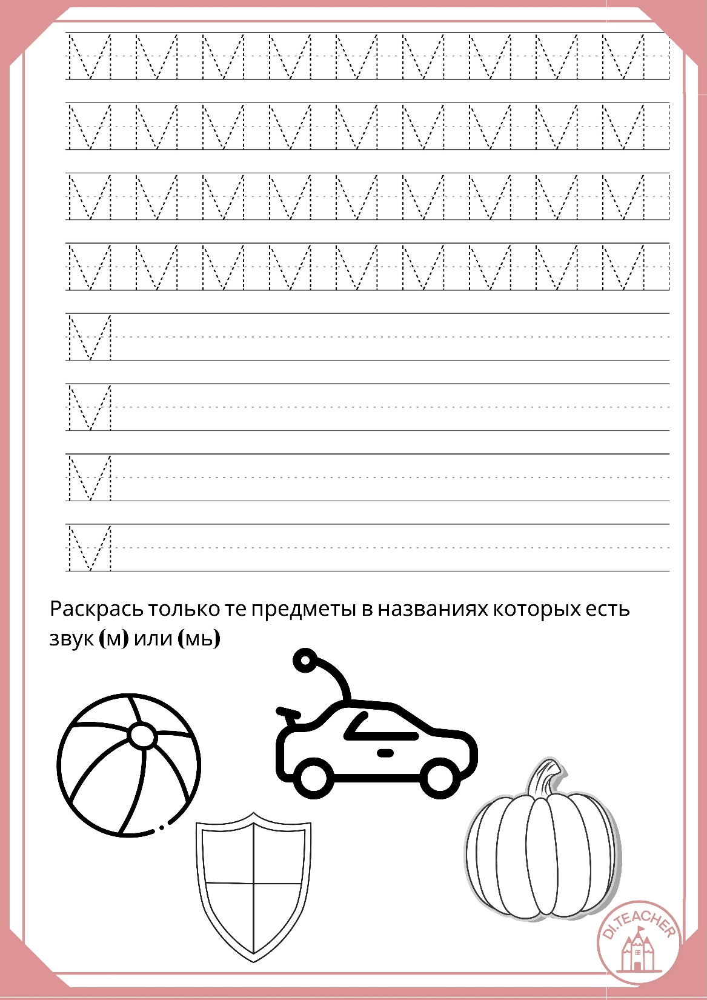 М М М М М М М М М
М М М М М М М М М
М М М М М М М М М
М М М М М М М М М
М
М
М
М
Раскрась только те предметы в названиях которых есть
звук (м) или (мь)
DI.TEACHER